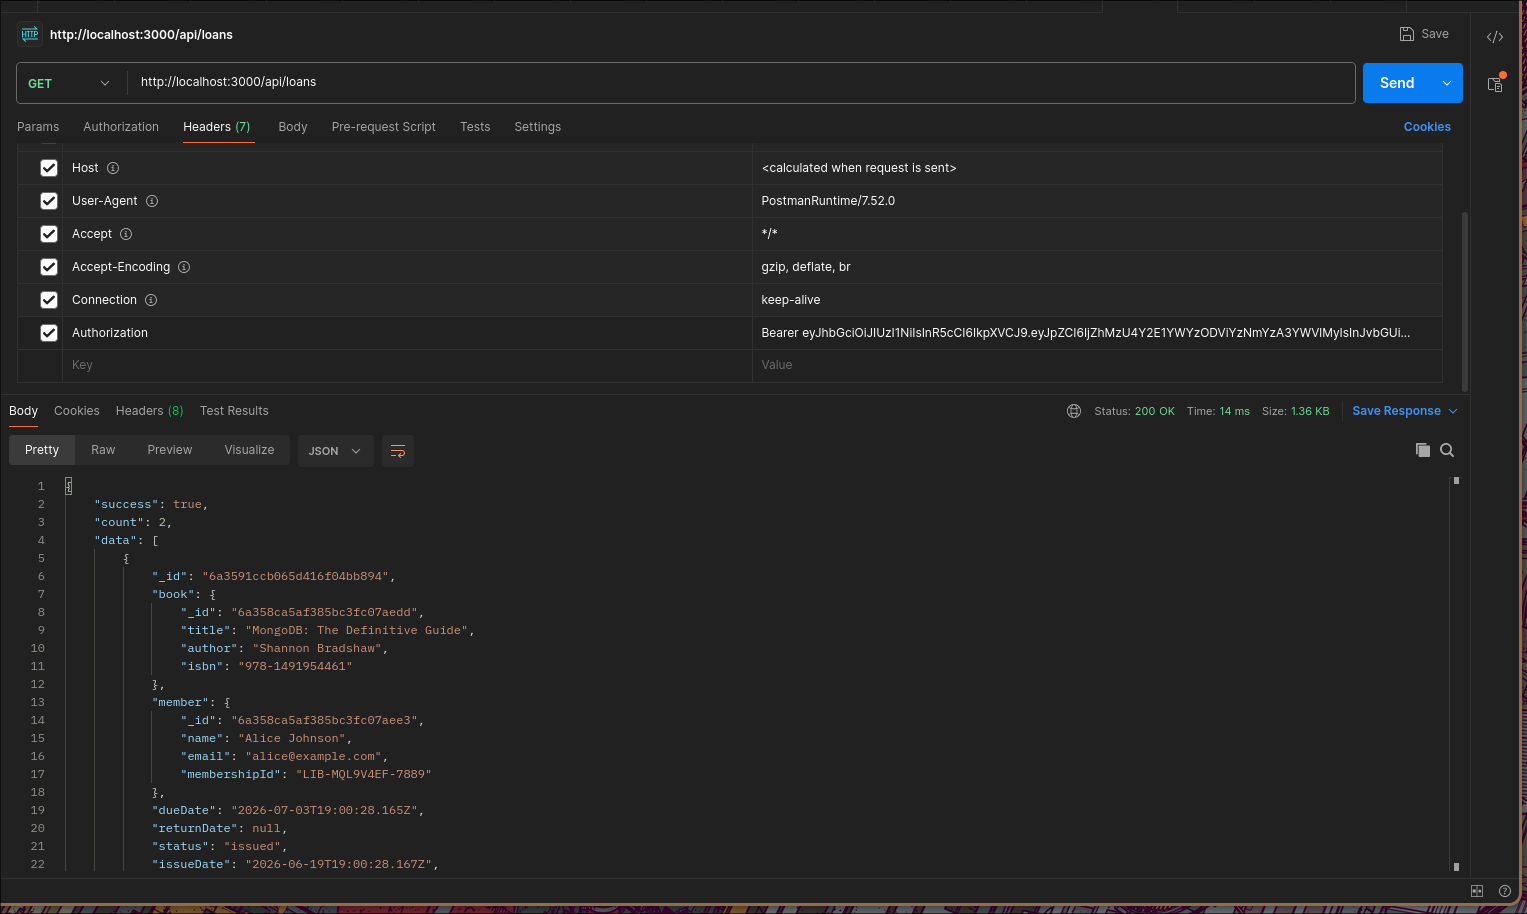 HTTP http://localhost:3000/api/loans Save
GET http://localhost:3000/api/loans Send
Params Authorization Headers (7) Body Pre-request Script Tests Settings Cookies
Host <calculated when request is sent>
User-Agent PostmanRuntime/7.52.0
Accept */*
Accept-Encoding gzip, deflate, br
Connection keep-alive
Authorization Bearer eyJhbGciOiJIUzI1NiIsInR5cCI6IkpXVCJ9.eyJpZCI6IjZhMzU4Y2E1YWYzODViYzNmYzA3YWVlMyIsInJvbGUi...
Key Value
Body Cookies Headers (8) Test Results Status: 200 OK Time: 14 ms Size: 1.36 KB Save Response
Pretty Raw Preview Visualize JSON
1 {
2 "success": true,
3 "count": 2,
4 "data": [
5 {
6 "_id": "6a3591ccb065d416f04bb894",
7 "book": {
8 "_id": "6a358ca5af385bc3fc07aedd",
9 "title": "MongoDB: The Definitive Guide",
10 "author": "Shannon Bradshaw",
11 "isbn": "978-1491954461"
12 },
13 "member": {
14 "_id": "6a358ca5af385bc3fc07aee3",
15 "name": "Alice Johnson",
16 "email": "alice@example.com",
17 "membershipId": "LIB-MQL9V4EF-7889"
18 },
19 "dueDate": "2026-07-03T19:00:28.165Z",
20 "returnDate": null,
21 "status": "issued",
22 "issueDate": "2026-06-19T19:00:28.167Z",